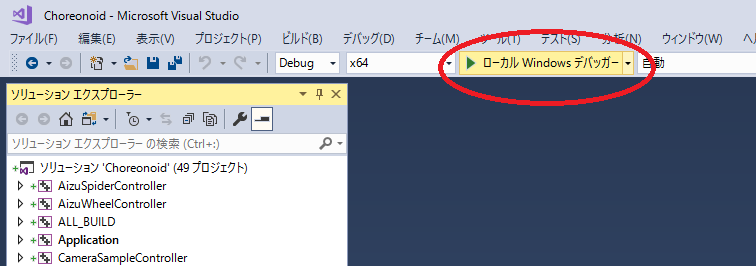 Choreonoid - Microsoft Visual Studio
ファイル(F) 編集(E) 表示(V) プロジェクト(P) ビルド(B) デバッグ(D) チーム(M) ツール(T) テスト(S) 分析(N) ウィンドウ(W)
Debug x64 ローカル Windows デバッガー 自動
ソリューション エクスプローラー
ソリューション エクスプローラー の検索 (Ctrl+:)
ソリューション 'Choreonoid' (49 プロジェクト)
AizuSpiderController
AizuWheelController
ALL_BUILD
Application
CameraSampleController